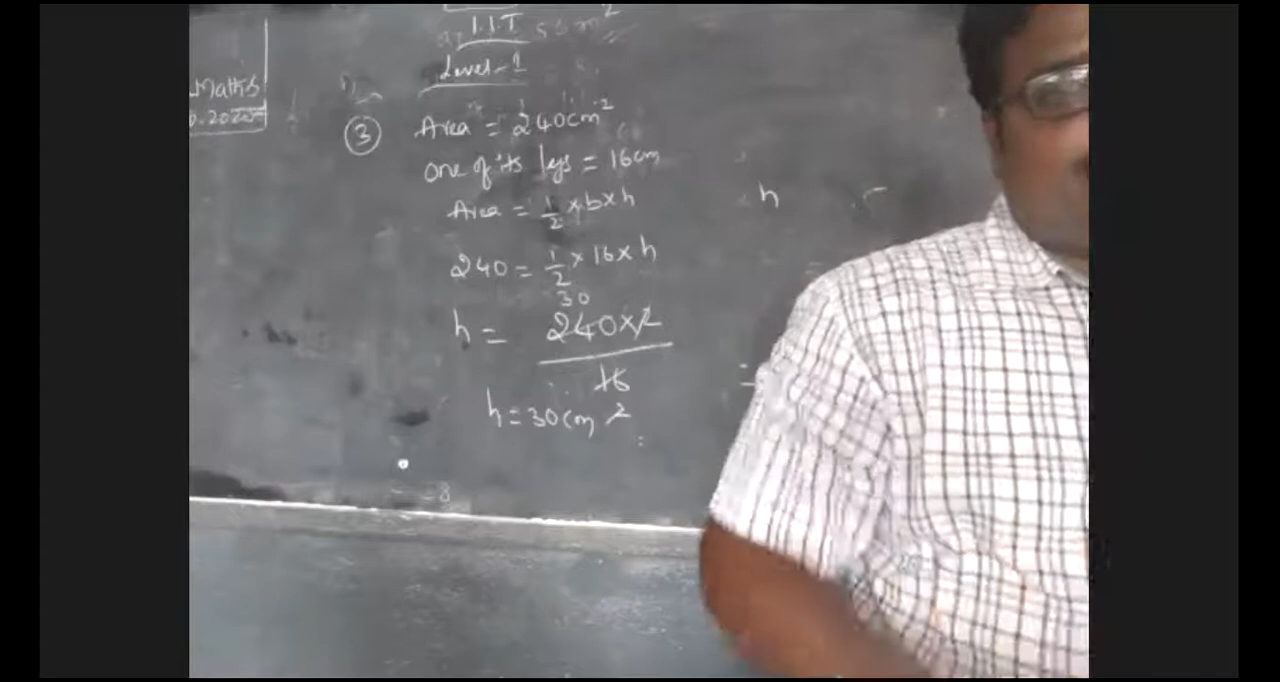 Maths
I.I.T
Level-1
③ Area = 240cm²
One of its legs = 16cm
Area = 1/2 × b × h
h
240 = 1/2 × 16 × h
30
h = 240×2 / 16
h = 30cm